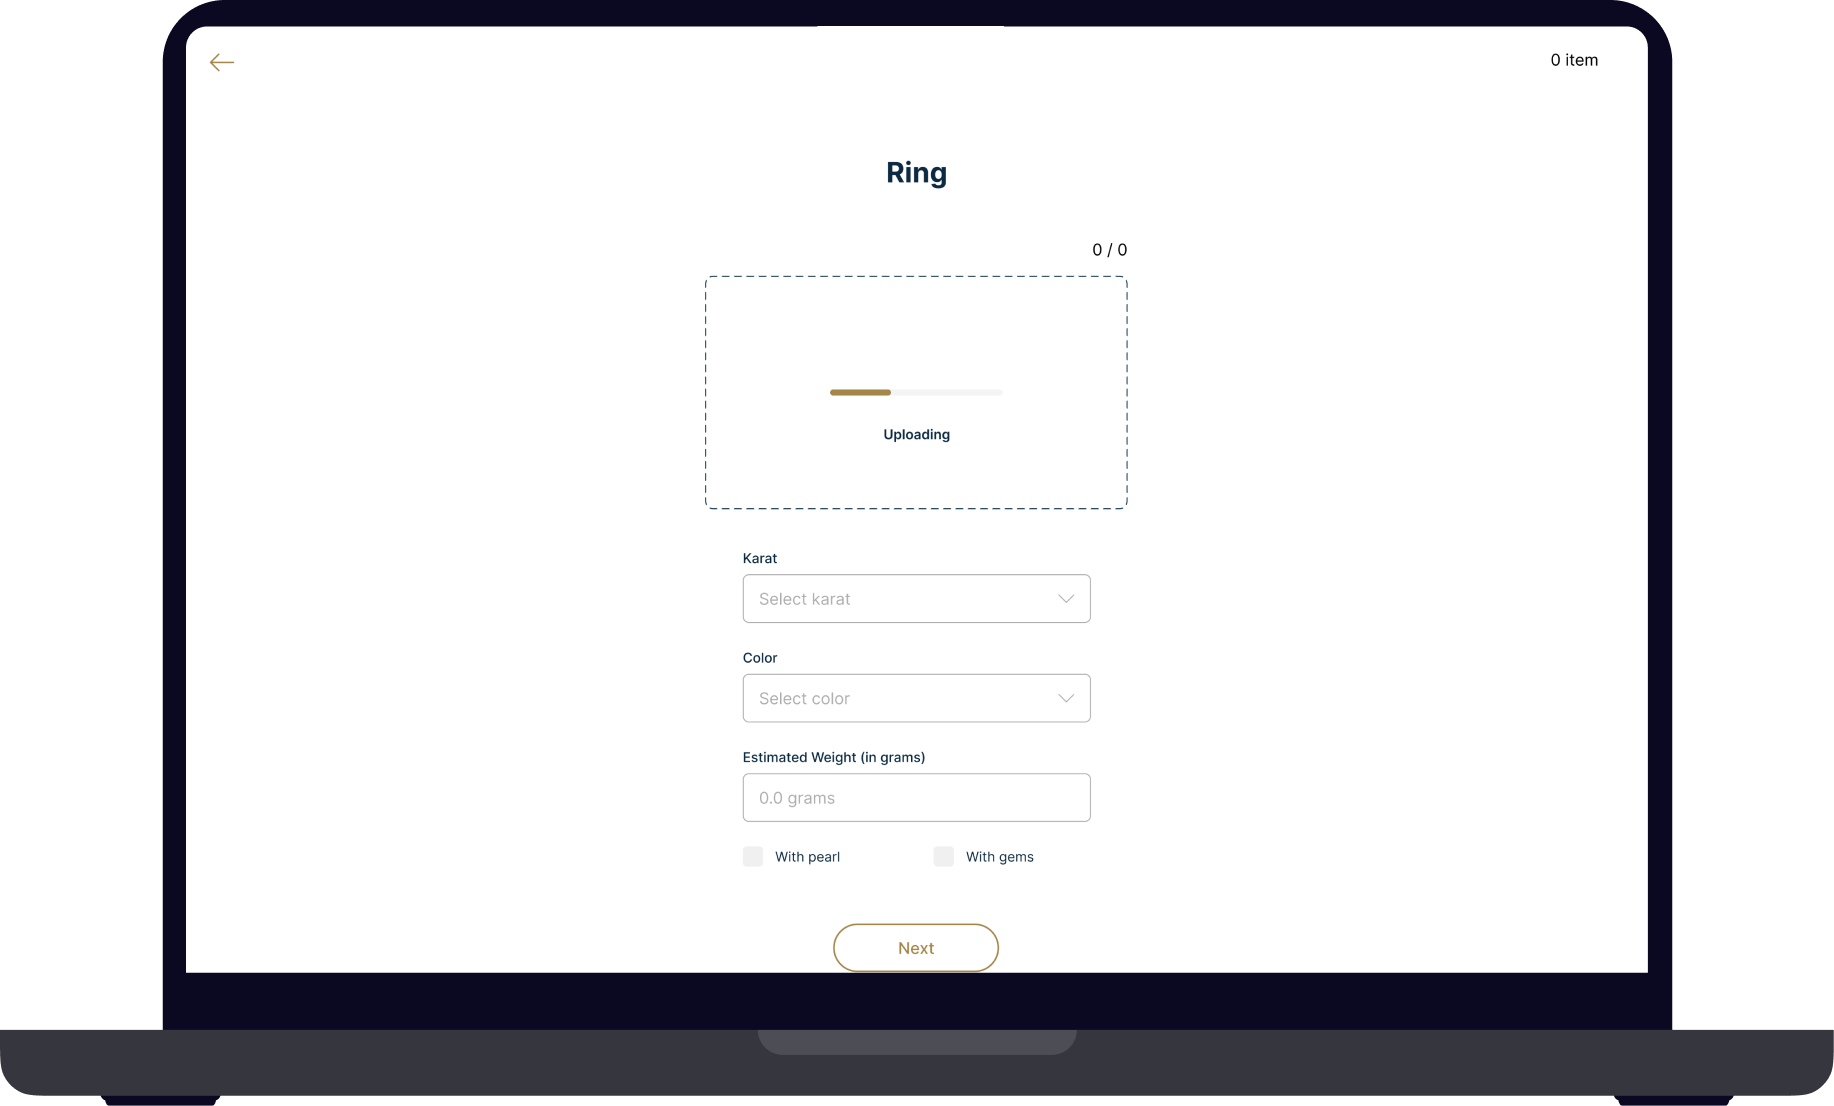 0 item
Ring
0 / 0
Uploading
Karat
Select karat
Color
Select color
Estimated Weight (in grams)
0.0 grams
With pearl With gems
Next